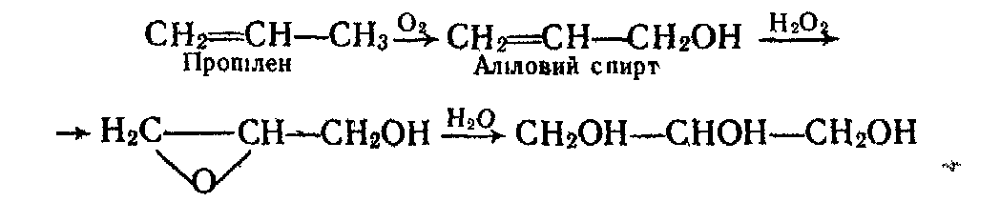 CH₂=CH—CH₃ O₂→ CH₂=CH—CH₂OH H₂O₂→
Пропілен Аліловий спирт
→ H₂C—CH—CH₂OH H₂O→ CH₂OH—CHOH—CH₂OH
O